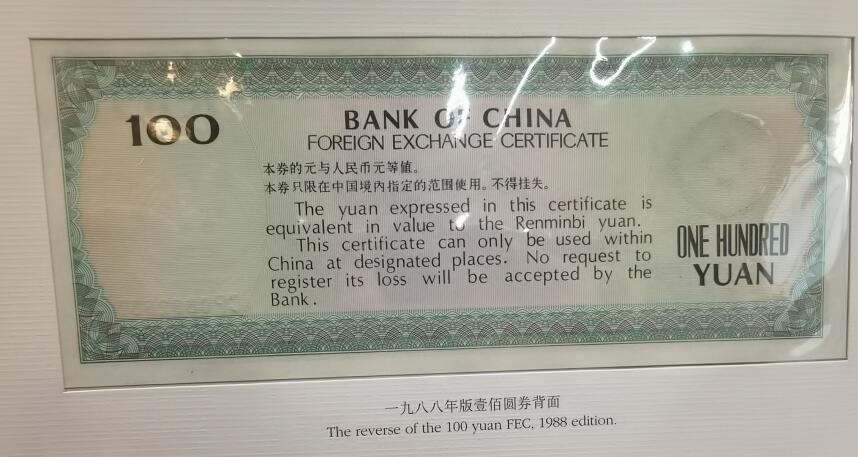 100
BANK OF CHINA
FOREIGN EXCHANGE CERTIFICATE
本券的元与人民币元等值。
本券只限在中国境内指定的范围使用。不得挂失。
The yuan expressed in this certificate is
equivalent in value to the Renminbi yuan.
This certificate can only be used within
China at designated places. No request to
register its loss will be accepted by the
Bank.
ONE HUNDRED
YUAN
一九八八年版壹佰圆券背面
The reverse of the 100 yuan FEC, 1988 edition.